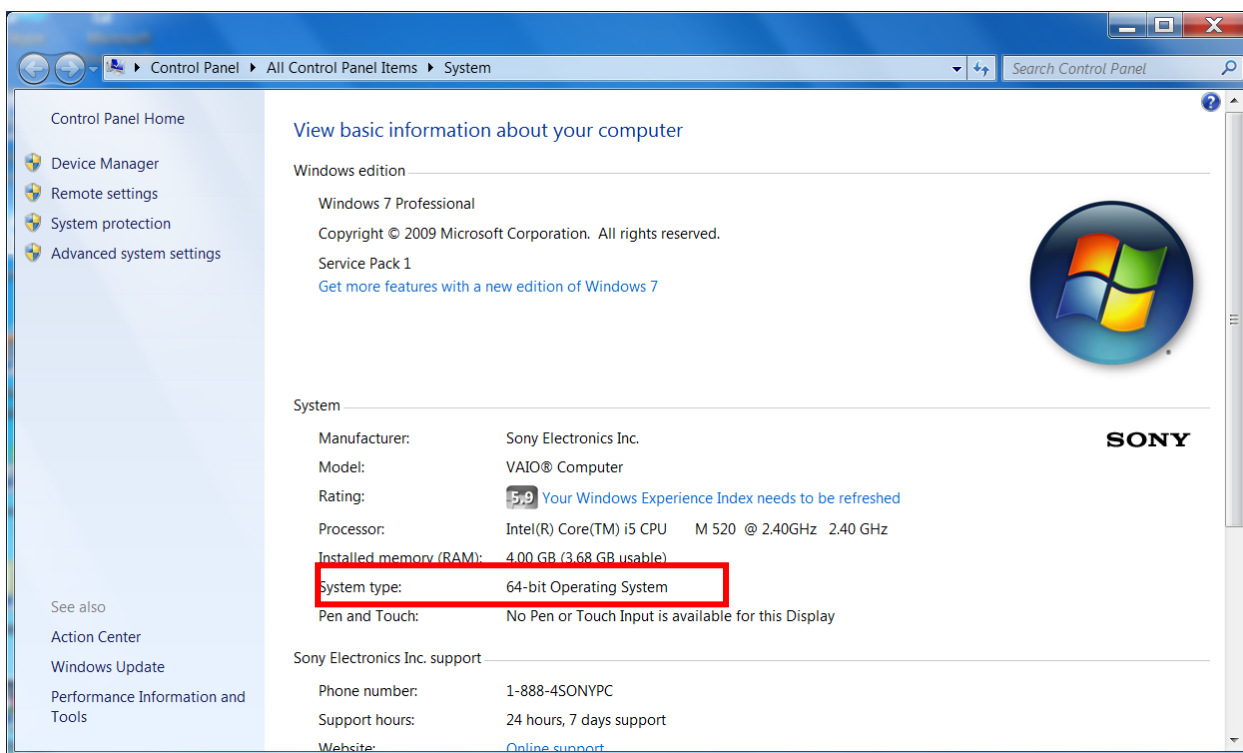 Control Panel ▸ All Control Panel Items ▸ System
Search Control Panel
Control Panel Home
Device Manager
Remote settings
System protection
Advanced system settings
See also
Action Center
Windows Update
Performance Information and
Tools
View basic information about your computer
Windows edition
Windows 7 Professional
Copyright © 2009 Microsoft Corporation. All rights reserved.
Service Pack 1
Get more features with a new edition of Windows 7
System
Manufacturer: Sony Electronics Inc.
SONY
Model: VAIO® Computer
Rating: 5,9 Your Windows Experience Index needs to be refreshed
Processor: Intel(R) Core(TM) i5 CPU M 520 @ 2.40GHz 2.40 GHz
Installed memory (RAM): 4.00 GB (3.68 GB usable)
System type: 64-bit Operating System
Pen and Touch: No Pen or Touch Input is available for this Display
Sony Electronics Inc. support
Phone number: 1-888-4SONYPC
Support hours: 24 hours, 7 days support
Website: Online support